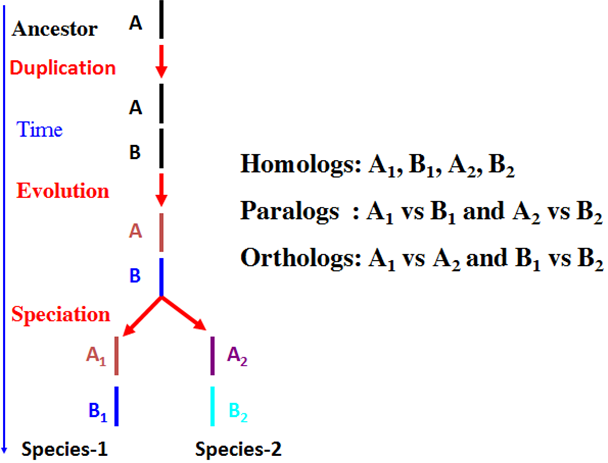 Ancestor A
Duplication
A
Time
B
Evolution
A
B
Speciation
A₁ A₂
B₁ B₂
Species-1 Species-2
Homologs: A₁, B₁, A₂, B₂
Paralogs : A₁ vs B₁ and A₂ vs B₂
Orthologs: A₁ vs A₂ and B₁ vs B₂